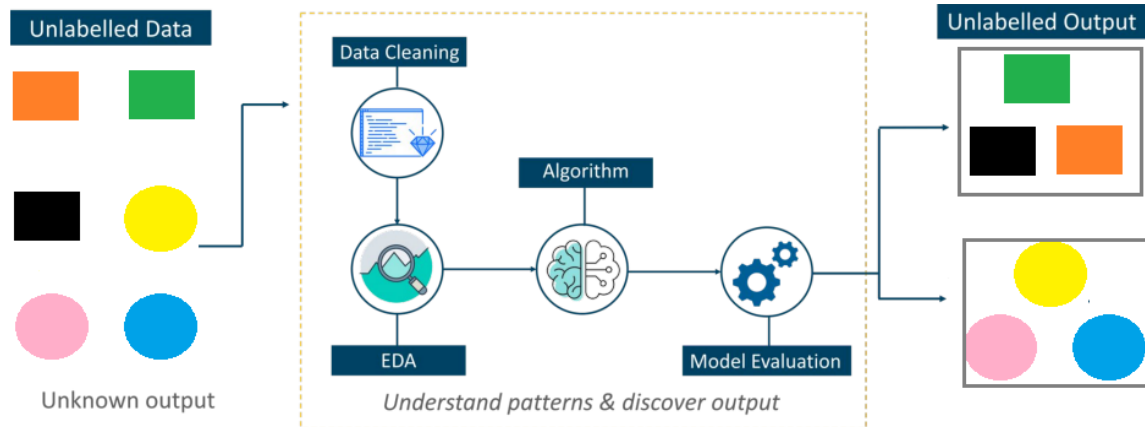 Unlabelled Data
Unknown output
Data Cleaning
EDA
Algorithm
Model Evaluation
Understand patterns & discover output
Unlabelled Output